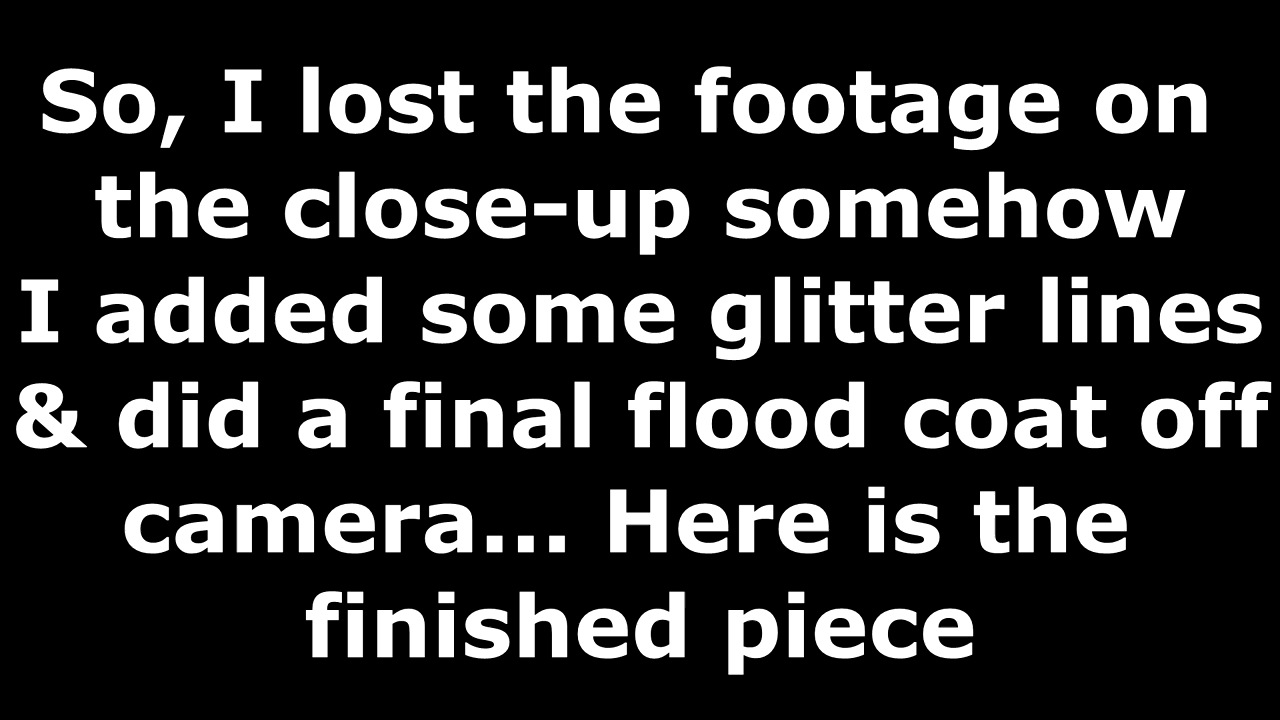 So, I lost the footage on
the close-up somehow
I added some glitter lines
& did a final flood coat off
camera... Here is the
finished piece